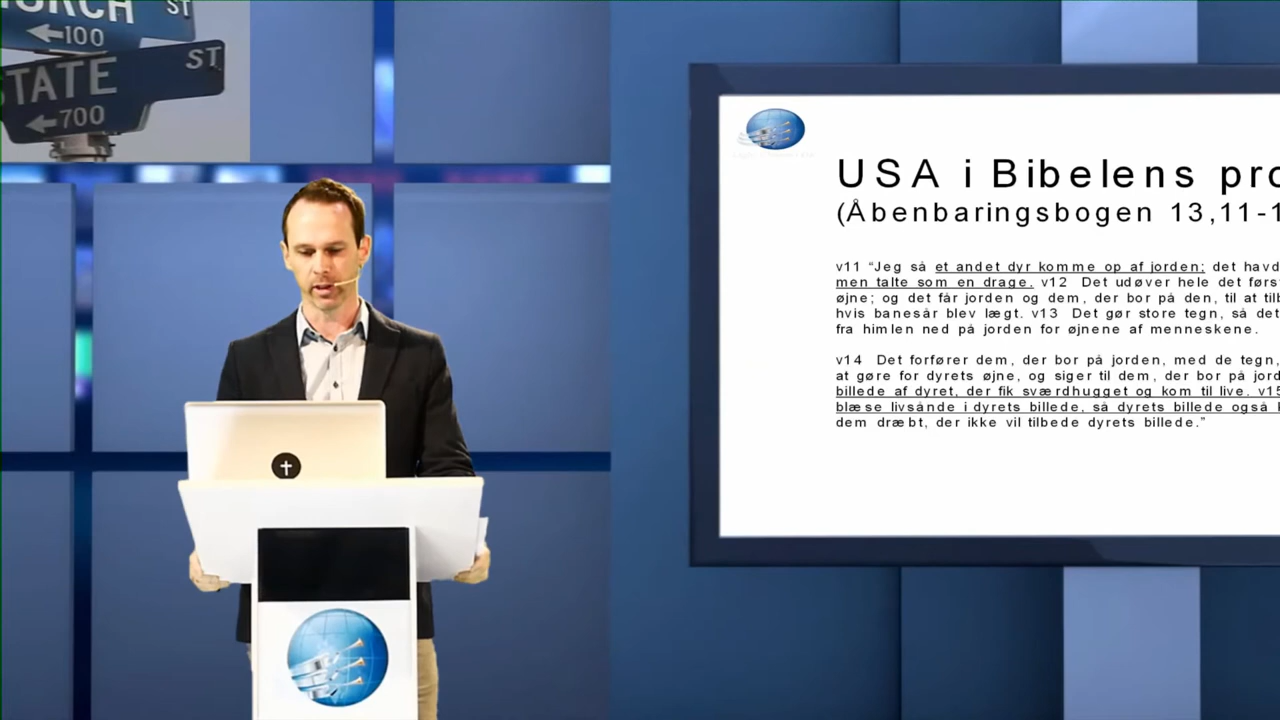 ST
100
TATE ST
700
USA i Bibelens
(Åbenbaringsbogen 13,11-1
v11 “Jeg så et andet dyr komme op af jorden; det havd
men talte som en drage. v12 Det udøver hele det førs
øjne; og det får jorden og dem, der bor på den, til at til
hvis banesår blev lægt. v13 Det gør store tegn, så det
fra himlen ned på jorden for øjnene af menneskene.
v14 Det forfører dem, der bor på jorden, med de tegn,
at gøre for dyrets øjne, og siger til dem, der bor på jord
billede af dyret, der fik sværdhugget og kom til live. v15
blæse livsånde i dyrets billede, så dyrets billede også
dem dræbt, der ikke vil tilbede dyrets billede.”